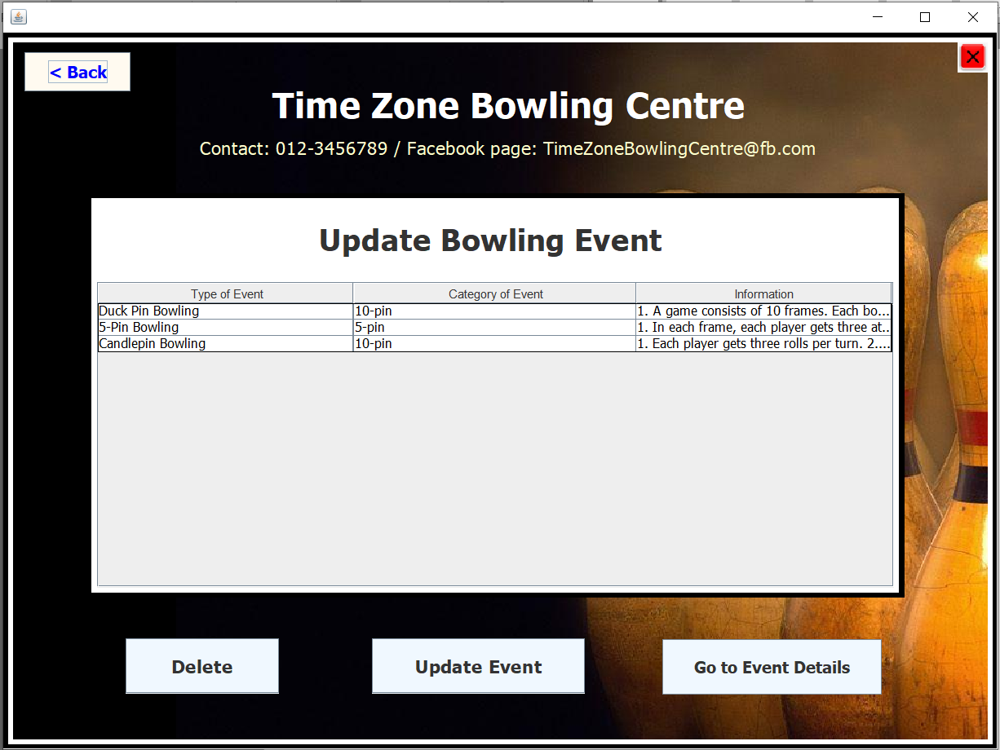 < Back
Time Zone Bowling Centre
Contact: 012-3456789 / Facebook page: TimeZoneBowlingCentre@fb.com
Update Bowling Event
Type of Event Category of Event Information
Duck Pin Bowling 10-pin 1. A game consists of 10 frames. Each bo...
5-Pin Bowling 5-pin 1. In each frame, each player gets three at...
Candlepin Bowling 10-pin 1. Each player gets three rolls per turn. 2....
Delete Update Event Go to Event Details